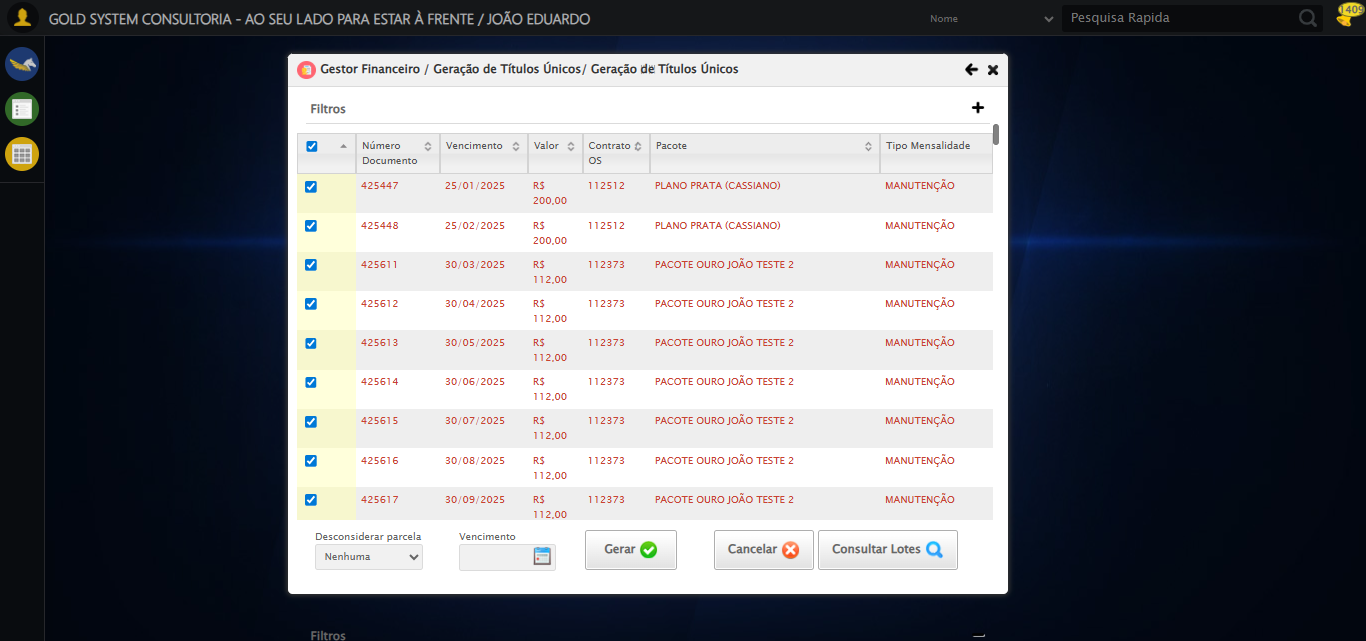 GOLD SYSTEM CONSULTORIA - AO SEU LADO PARA ESTAR À FRENTE / JOÃO EDUARDO
Nome
Pesquisa Rapida
1409
Gestor Financeiro / Geração de Títulos Únicos/ Geração de Títulos Únicos
Filtros
Número Documento Vencimento Valor Contrato OS Pacote Tipo Mensalidade
425447 25/01/2025 R$ 200,00 112512 PLANO PRATA (CASSIANO) MANUTENÇÃO
425448 25/02/2025 R$ 200,00 112512 PLANO PRATA (CASSIANO) MANUTENÇÃO
425611 30/03/2025 R$ 112,00 112373 PACOTE OURO JOÃO TESTE 2 MANUTENÇÃO
425612 30/04/2025 R$ 112,00 112373 PACOTE OURO JOÃO TESTE 2 MANUTENÇÃO
425613 30/05/2025 R$ 112,00 112373 PACOTE OURO JOÃO TESTE 2 MANUTENÇÃO
425614 30/06/2025 R$ 112,00 112373 PACOTE OURO JOÃO TESTE 2 MANUTENÇÃO
425615 30/07/2025 R$ 112,00 112373 PACOTE OURO JOÃO TESTE 2 MANUTENÇÃO
425616 30/08/2025 R$ 112,00 112373 PACOTE OURO JOÃO TESTE 2 MANUTENÇÃO
425617 30/09/2025 R$ 112,00 112373 PACOTE OURO JOÃO TESTE 2 MANUTENÇÃO
Desconsiderar parcela Vencimento
Nenhuma
Gerar Cancelar Consultar Lotes
Filtros